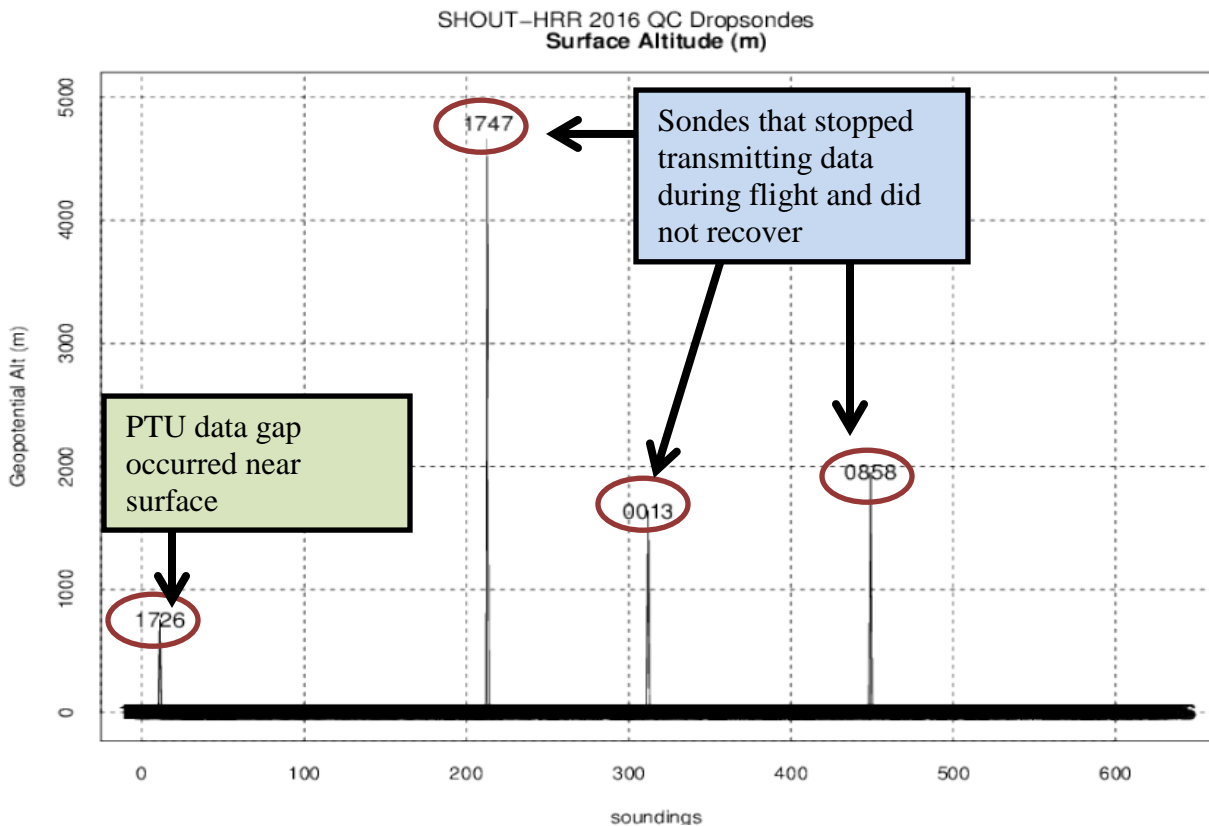 SHOUT–HRR 2016 QC Dropsondes
Surface Altitude (m)
Geopotential Alt (m)
5000
4000
3000
2000
1000
0
1747
Sondes that stopped
transmitting data
during flight and did
not recover
PTU data gap
occurred near
surface
0858
0013
1726
0 100 200 300 400 500 600
soundings